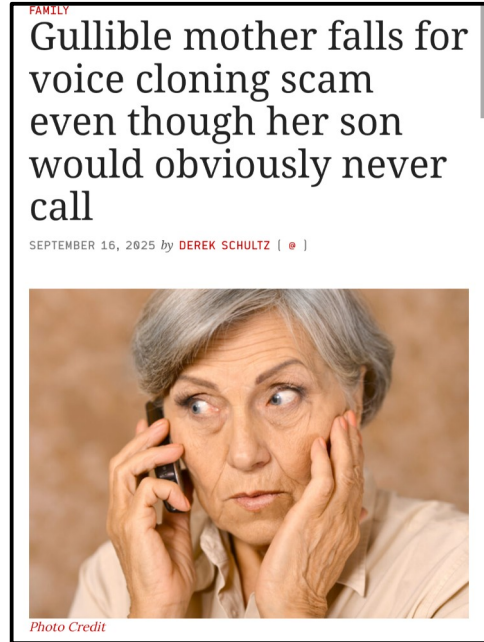 FAMILY
Gullible mother falls for
voice cloning scam
even though her son
would obviously never
call
SEPTEMBER 16, 2025 by DEREK SCHULTZ [ @ ]
Photo Credit